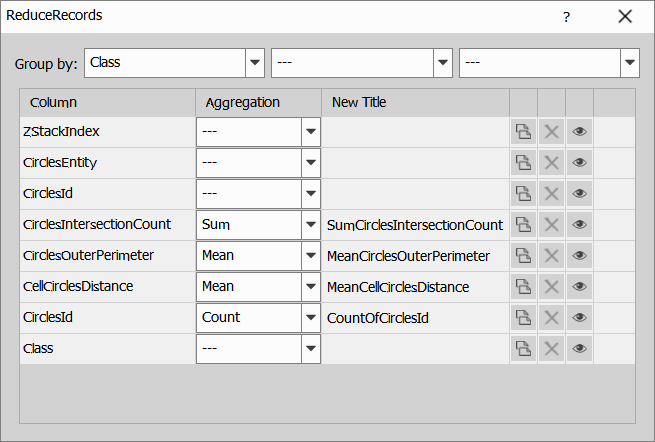 ReduceRecords ?
Group by: Class --- ---
Column Aggregation New Title
ZStackIndex ---
CirclesEntity ---
CirclesId ---
CirclesIntersectionCount Sum SumCirclesIntersectionCount
CirclesOuterPerimeter Mean MeanCirclesOuterPerimeter
CellCirclesDistance Mean MeanCellCirclesDistance
CirclesId Count CountOfCirclesId
Class ---